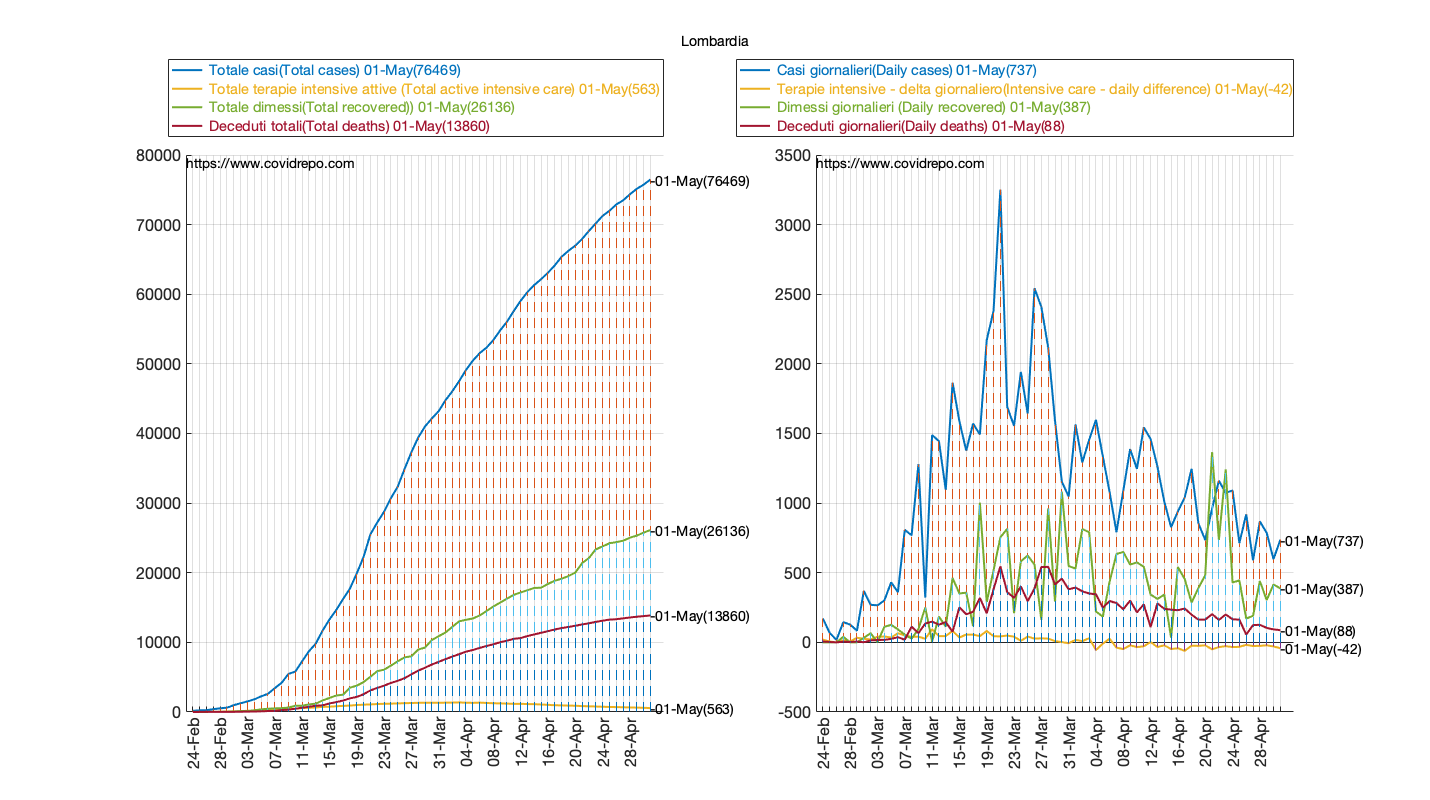 Lombardia
Totale casi(Total cases) 01-May(76469)
Totale terapie intensive attive (Total active intensive care) 01-May(563)
Totale dimessi(Total recovered)) 01-May(26136)
Deceduti totali(Total deaths) 01-May(13860)
https://www.covidrepo.com
80000
70000
60000
50000
40000
30000
20000
10000
0
01-May(76469)
01-May(26136)
01-May(13860)
01-May(563)
24-Feb
28-Feb
03-Mar
07-Mar
11-Mar
15-Mar
19-Mar
23-Mar
27-Mar
31-Mar
04-Apr
08-Apr
12-Apr
16-Apr
20-Apr
24-Apr
28-Apr
Casi giornalieri(Daily cases) 01-May(737)
Terapie intensive - delta giornaliero(Intensive care - daily difference) 01-May(-42)
Dimessi giornalieri (Daily recovered) 01-May(387)
Deceduti giornalieri(Daily deaths) 01-May(88)
https://www.covidrepo.com
3500
3000
2500
2000
1500
1000
500
0
-500
01-May(737)
01-May(387)
01-May(88)
01-May(-42)
24-Feb
28-Feb
03-Mar
07-Mar
11-Mar
15-Mar
19-Mar
23-Mar
27-Mar
31-Mar
04-Apr
08-Apr
12-Apr
16-Apr
20-Apr
24-Apr
28-Apr